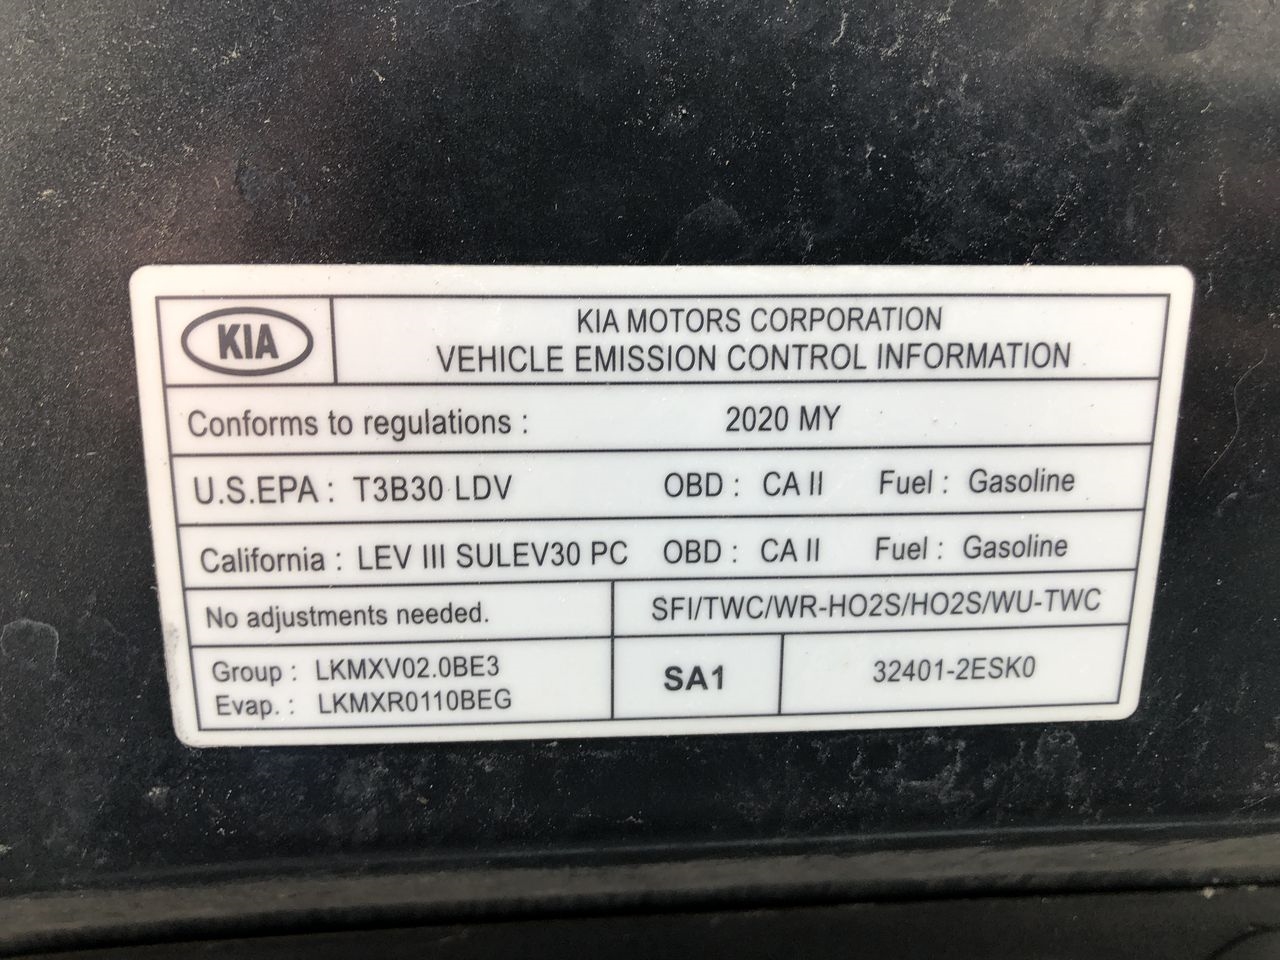 KIA
KIA MOTORS CORPORATION
VEHICLE EMISSION CONTROL INFORMATION
Conforms to regulations : 2020 MY
U.S.EPA : T3B30 LDV OBD : CA II Fuel : Gasoline
California : LEV III SULEV30 PC OBD : CA II Fuel : Gasoline
No adjustments needed. SFI/TWC/WR-HO2S/HO2S/WU-TWC
Group : LKMXV02.0BE3
Evap. : LKMXR0110BEG
SA1
32401-2ESK0